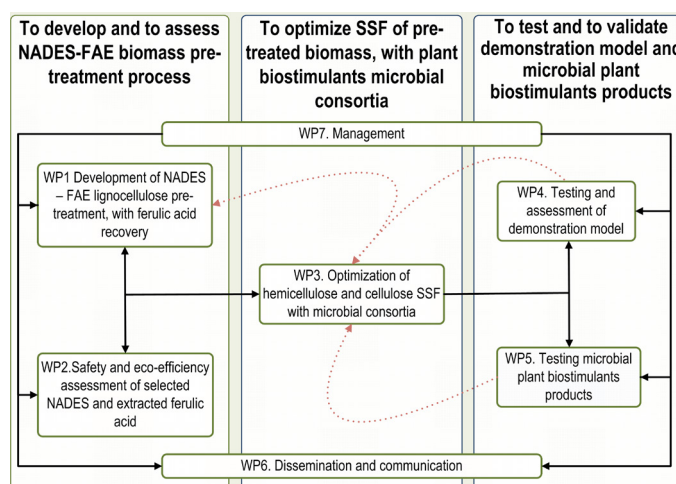 To develop and to assess
NADES-FAE biomass pre-
treatment process
To optimize SSF of pre-
treated biomass, with plant
biostimulants microbial
consortia
To test and to validate
demonstration model and
microbial plant
biostimulants products
WP7. Management
WP1 Development of NADES
– FAE lignocellulose pre-
treatment, with ferulic acid
recovery
WP4. Testing and
assessment of
demonstration model
WP3. Optimization of
hemicellulose and cellulose SSF
with microbial consortia
WP2.Safety and eco-efficiency
assessment of selected
NADES and extracted ferulic
acid
WP5. Testing microbial
plant biostimulants
products
WP6. Dissemination and communication